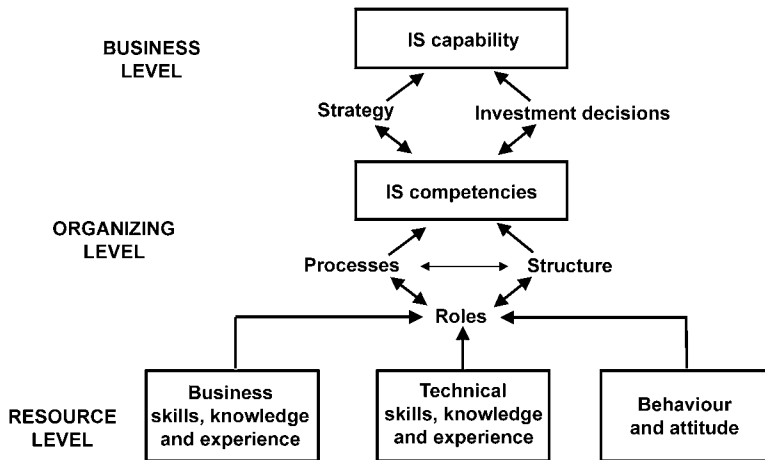 BUSINESS
LEVEL
IS capability
Strategy
Investment decisions
IS competencies
ORGANIZING
LEVEL
Processes
Structure
Roles
RESOURCE
LEVEL
Business
skills, knowledge
and experience
Technical
skills, knowledge
and experience
Behaviour
and attitude